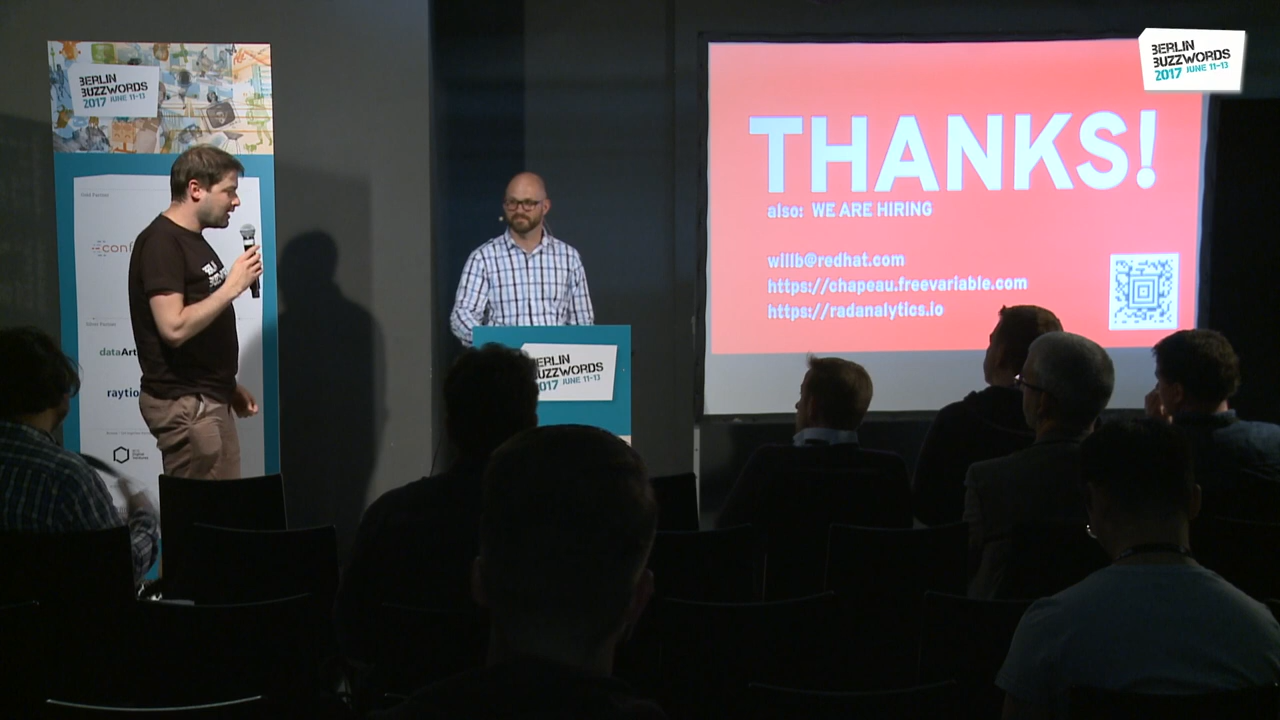 BERLIN
BUZZWORDS
2017 JUNE 11-13
conf
dataArt
raytio
BERLIN
BUZZWORDS
2017 JUNE 11-13
THANKS!
also: WE ARE HIRING
willb@redhat.com
https://chapeau.freevariable.com
https://radanalytics.io
BERLIN
BUZZWORDS
2017 JUNE 11-13